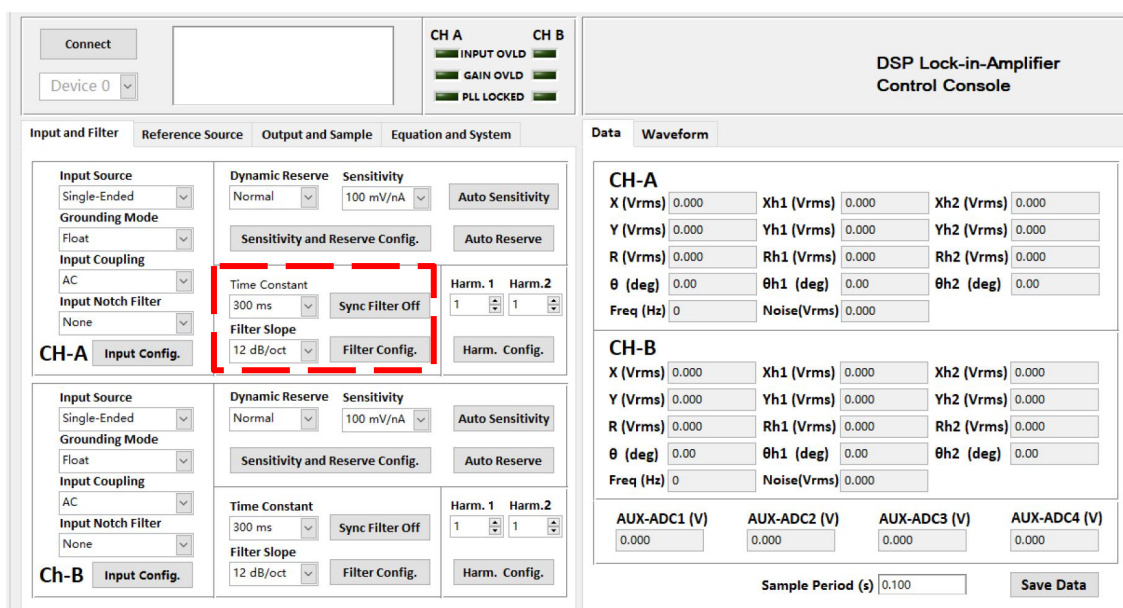 Connect
Device 0
CH A CH B
INPUT OVLD
GAIN OVLD
PLL LOCKED
DSP Lock-in-Amplifier
Control Console
Input and Filter Reference Source Output and Sample Equation and System
Input Source
Single-Ended
Grounding Mode
Float
Input Coupling
AC
Input Notch Filter
None
CH-A Input Config.
Dynamic Reserve Sensitivity
Normal 100 mV/nA Auto Sensitivity
Sensitivity and Reserve Config. Auto Reserve
Time Constant
300 ms Sync Filter Off
Filter Slope
12 dB/oct Filter Config.
Harm. 1 Harm.2
1 1
Harm. Config.
Input Source
Single-Ended
Grounding Mode
Float
Input Coupling
AC
Input Notch Filter
None
Ch-B Input Config.
Dynamic Reserve Sensitivity
Normal 100 mV/nA Auto Sensitivity
Sensitivity and Reserve Config. Auto Reserve
Time Constant
300 ms Sync Filter Off
Filter Slope
12 dB/oct Filter Config.
Harm. 1 Harm.2
1 1
Harm. Config.
Data Waveform
CH-A
X (Vrms) 0.000 Xh1 (Vrms) 0.000 Xh2 (Vrms) 0.000
Y (Vrms) 0.000 Yh1 (Vrms) 0.000 Yh2 (Vrms) 0.000
R (Vrms) 0.000 Rh1 (Vrms) 0.000 Rh2 (Vrms) 0.000
θ (deg) 0.00 θh1 (deg) 0.00 θh2 (deg) 0.00
Freq (Hz) 0 Noise(Vrms) 0.000
CH-B
X (Vrms) 0.000 Xh1 (Vrms) 0.000 Xh2 (Vrms) 0.000
Y (Vrms) 0.000 Yh1 (Vrms) 0.000 Yh2 (Vrms) 0.000
R (Vrms) 0.000 Rh1 (Vrms) 0.000 Rh2 (Vrms) 0.000
θ (deg) 0.00 θh1 (deg) 0.00 θh2 (deg) 0.00
Freq (Hz) 0 Noise(Vrms) 0.000
AUX-ADC1 (V) AUX-ADC2 (V) AUX-ADC3 (V) AUX-ADC4 (V)
0.000 0.000 0.000 0.000
Sample Period (s) 0.100 Save Data